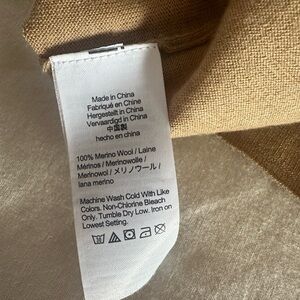 Made in China
Fabriqué en Chine
Hergestellt in China
Vervaardigd in China
中国製
hecho en china
100% Merino Wool / Laine
Mérinos / Merinowolle /
Merinowol / メリノウール /
lana merino
Machine Wash Cold With Like
Colors. Non-Chlorine Bleach
Only. Tumble Dry Low. Iron on
Lowest Setting.